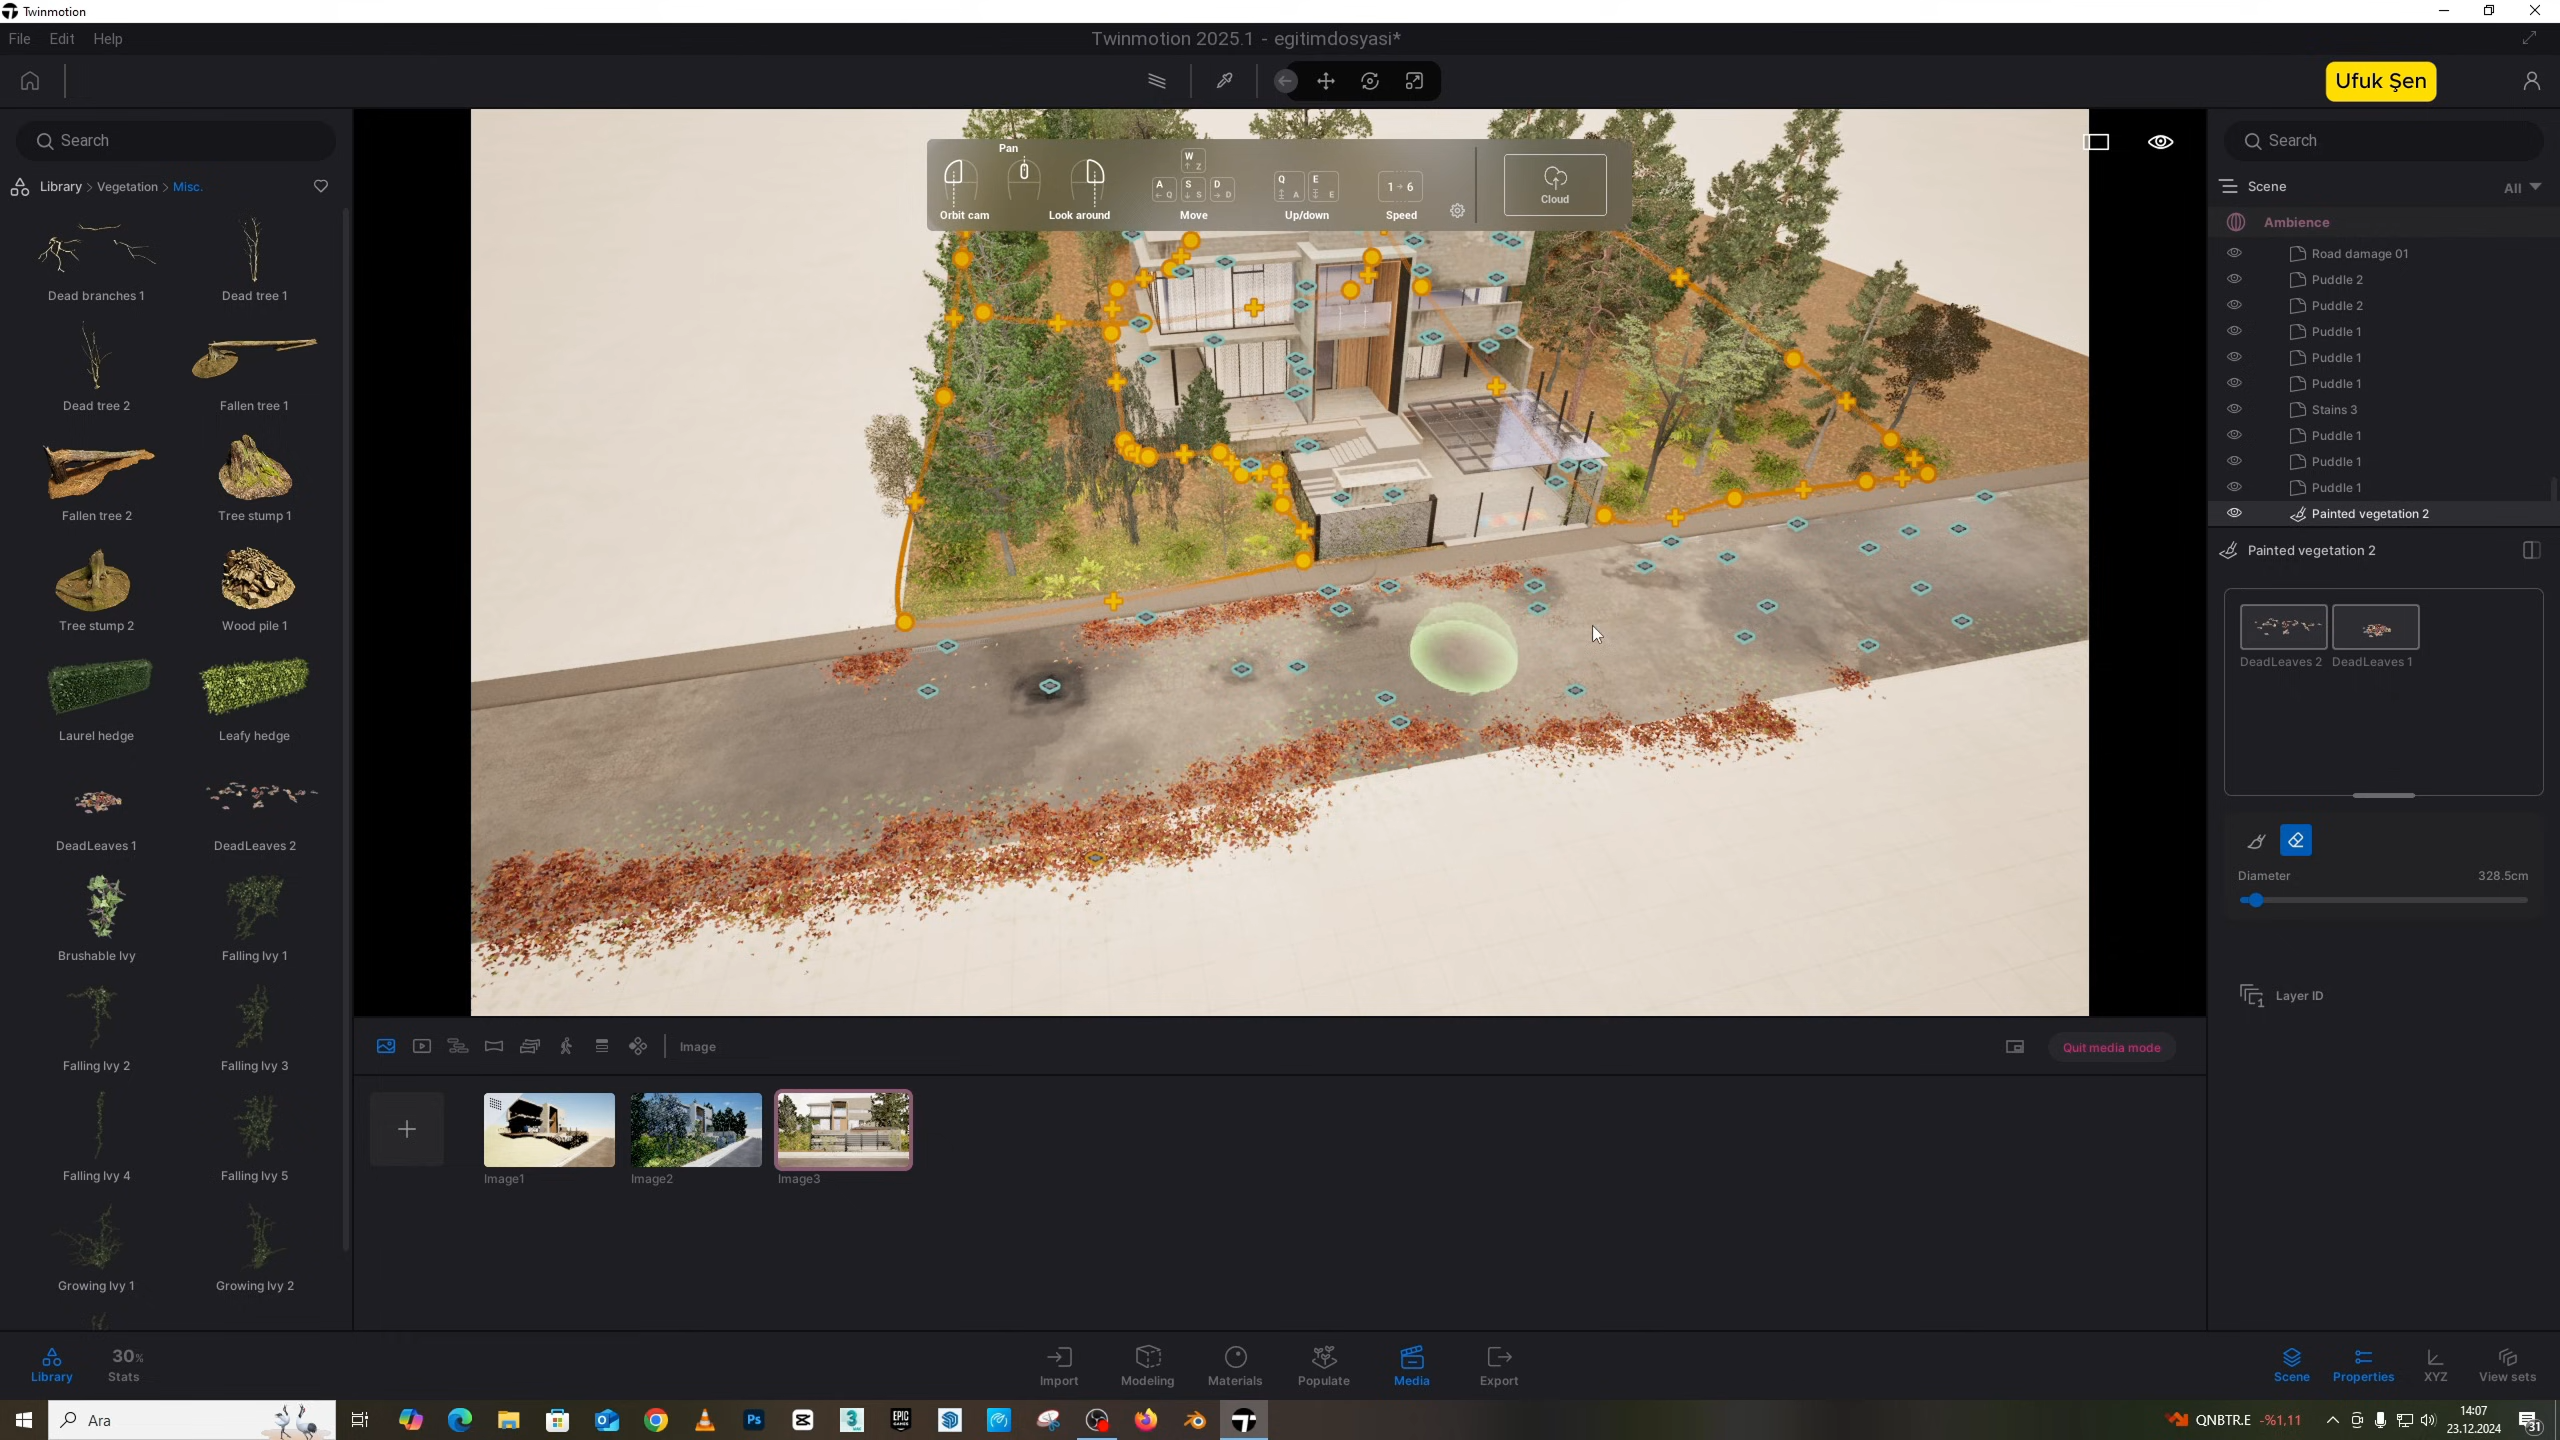 Twinmotion
File Edit Help
Twinmotion 2025.1 - egitimdosyasi*
Ufuk Şen
Search
Library > Vegetation > Misc.
Dead branches 1
Dead tree 1
Dead tree 2
Fallen tree 1
Fallen tree 2
Tree stump 1
Tree stump 2
Wood pile 1
Laurel hedge
Leafy hedge
DeadLeaves 1
DeadLeaves 2
Brushable Ivy
Falling Ivy 1
Falling Ivy 2
Falling Ivy 3
Falling Ivy 4
Falling Ivy 5
Growing Ivy 1
Growing Ivy 2
Pan
Orbit cam
Look around
W
Z
A S D
Q S D
Move
Q E
A E
Up/down
1 - 6
Speed
Cloud
Image
Quit media mode
Image1
Image2
Image3
Search
Scene
All
Ambience
Road damage 01
Puddle 2
Puddle 2
Puddle 1
Puddle 1
Puddle 1
Stains 3
Puddle 1
Puddle 1
Puddle 1
Painted vegetation 2
Painted vegetation 2
DeadLeaves 2 DeadLeaves 1
Diameter 328.5cm
Layer ID
Library
30%
Stats
Import
Modeling
Materials
Populate
Media
Export
Scene
Properties
XYZ
View sets
Ara
QNBTR.E -%1,11
14:07
23.12.2024
31